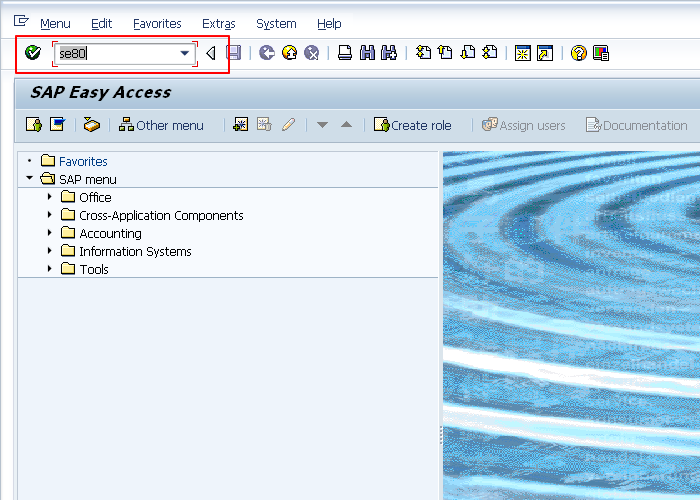 Menu Edit Favorites Extras System Help
se80
SAP Easy Access
Other menu Create role Assign users Documentation
Favorites
SAP menu
Office
Cross-Application Components
Accounting
Information Systems
Tools